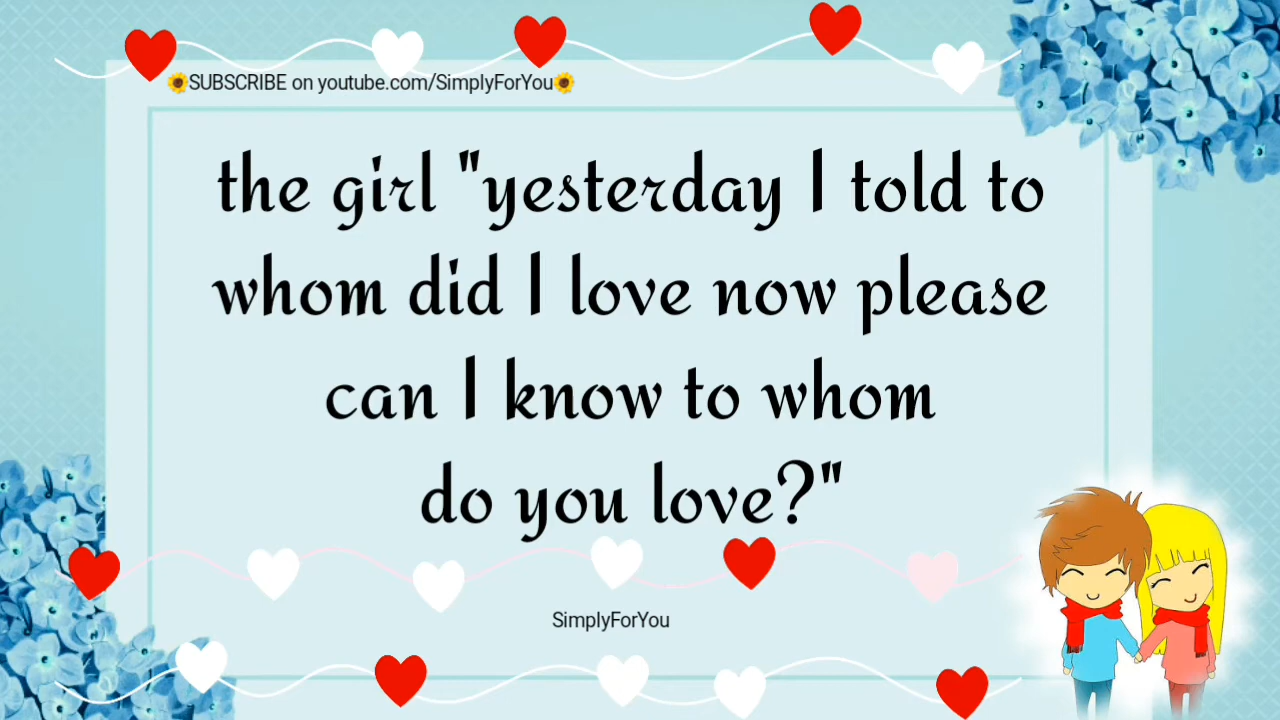 🌻SUBSCRIBE on youtube.com/SimplyForYou🌻
the girl "yesterday I told to
whom did I love now please
can I know to whom
do you love?"
SimplyForYou